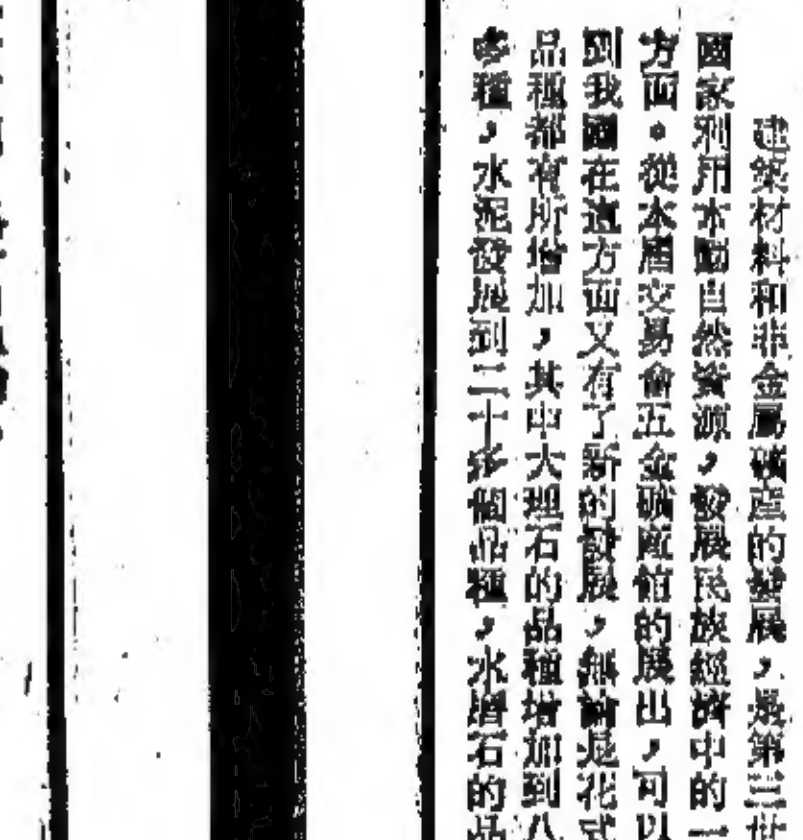 建築材料和非金屬礦產的發展,是第三世
國家利用本國自然資源,發展民族經濟中的一
方面。從本屆交易會五金礦產館的展出,可以
到我國在這方面又有了新的發展,無論是花式
品種都有所增加,其中大理石的品種增加到八
多種,水泥發展到二十多個品種,水磨石的品